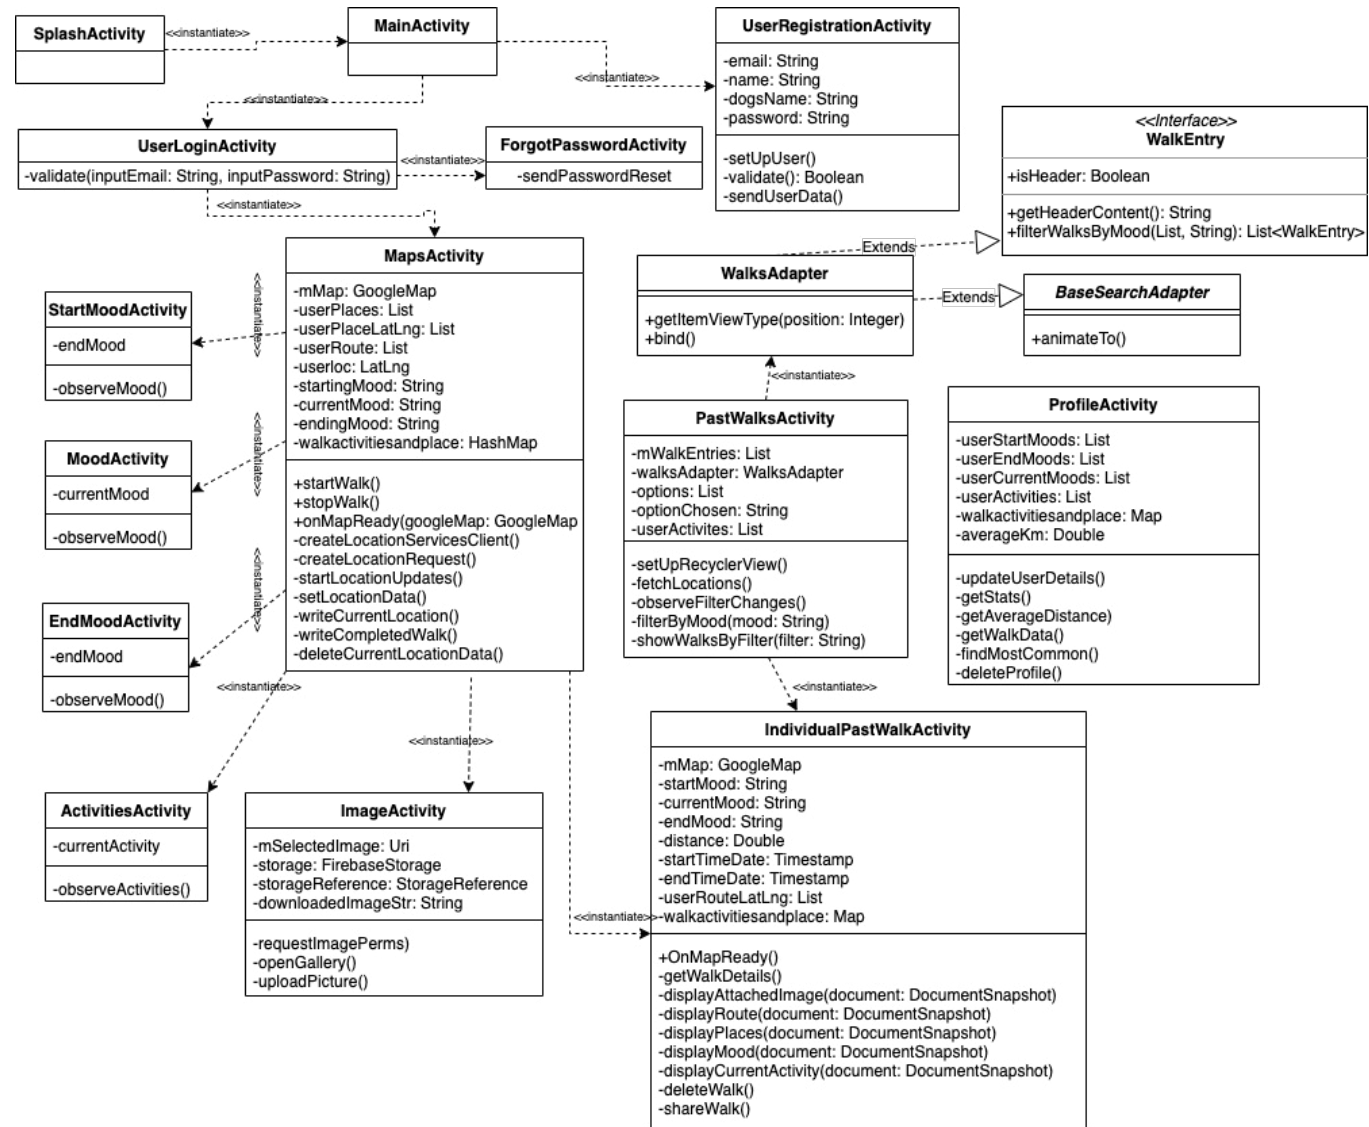 SplashActivity
<<instantiate>>
MainActivity
<<instantiate>>
UserRegistrationActivity
-email: String
-name: String
-dogsName: String
-password: String
-setUpUser()
-validate(): Boolean
-sendUserData()
<<instantiate>>
UserLoginActivity
-validate(inputEmail: String, inputPassword: String)
<<instantiate>>
ForgotPasswordActivity
-sendPasswordReset
<<instantiate>>
<<Interface>>
WalkEntry
+isHeader: Boolean
+getHeaderContent(): String
+filterWalksByMood(List, String): List<WalkEntry>
Extends
WalksAdapter
+getItemViewType(position: Integer)
+bind()
Extends
BaseSearchAdapter
+animateTo()
<<instantiate>>
MapsActivity
-mMap: GoogleMap
-userPlaces: List
-userPlaceLatLng: List
-userRoute: List
-userloc: LatLng
-startingMood: String
-currentMood: String
-endingMood: String
-walkactivitiesandplace: HashMap
+startWalk()
+stopWalk()
+onMapReady(googleMap: GoogleMap
-createLocationServicesClient()
-createLocationRequest()
-startLocationUpdates()
-setLocationData()
-writeCurrentLocation()
-writeCompletedWalk()
-deleteCurrentLocationData()
<<instantiate>>
StartMoodActivity
-endMood
-observeMood()
<<instantiate>>
MoodActivity
-currentMood
-observeMood()
<<instantiate>>
EndMoodActivity
-endMood
-observeMood()
<<instantiate>>
PastWalksActivity
-mWalkEntries: List
-walksAdapter: WalksAdapter
-options: List
-optionChosen: String
-userActivites: List
-setUpRecyclerView()
-fetchLocations()
-observeFilterChanges()
-filterByMood(mood: String)
-showWalksByFilter(filter: String)
ProfileActivity
-userStartMoods: List
-userEndMoods: List
-userCurrentMoods: List
-userActivities: List
-walkactivitiesandplace: Map
-averageKm: Double
-updateUserDetails()
-getStats()
-getAverageDistance)
-getWalkData()
-findMostCommon()
-deleteProfile()
<<instantiate>>
<<instantiate>>
ActivitiesActivity
-currentActivity
-observeActivities()
ImageActivity
-mSelectedImage: Uri
-storage: FirebaseStorage
-storageReference: StorageReference
-downloadedImageStr: String
-requestImagePerms)
-openGallery()
-uploadPicture()
<<instantiate>>
IndividualPastWalkActivity
-mMap: GoogleMap
-startMood: String
-currentMood: String
-endMood: String
-distance: Double
-startTimeDate: Timestamp
-endTimeDate: Timestamp
-userRouteLatLng: List
-walkactivitiesandplace: Map
+OnMapReady()
-getWalkDetails()
-displayAttachedImage(document: DocumentSnapshot)
-displayRoute(document: DocumentSnapshot)
-displayPlaces(document: DocumentSnapshot)
-displayMood(document: DocumentSnapshot)
-displayCurrentActivity(document: DocumentSnapshot)
-deleteWalk()
-shareWalk()